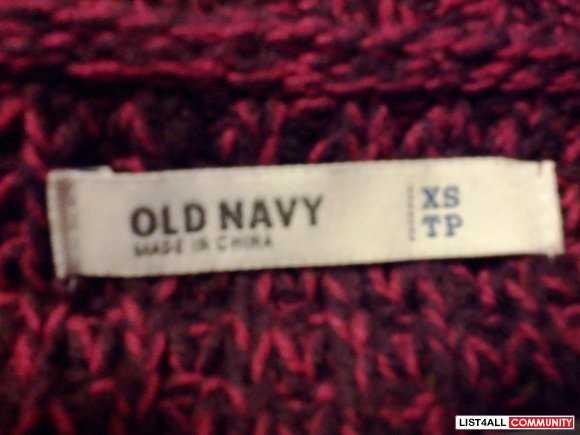 OLD NAVY
MADE IN CHINA
XS
TP
LIST4ALL COMMUNITY